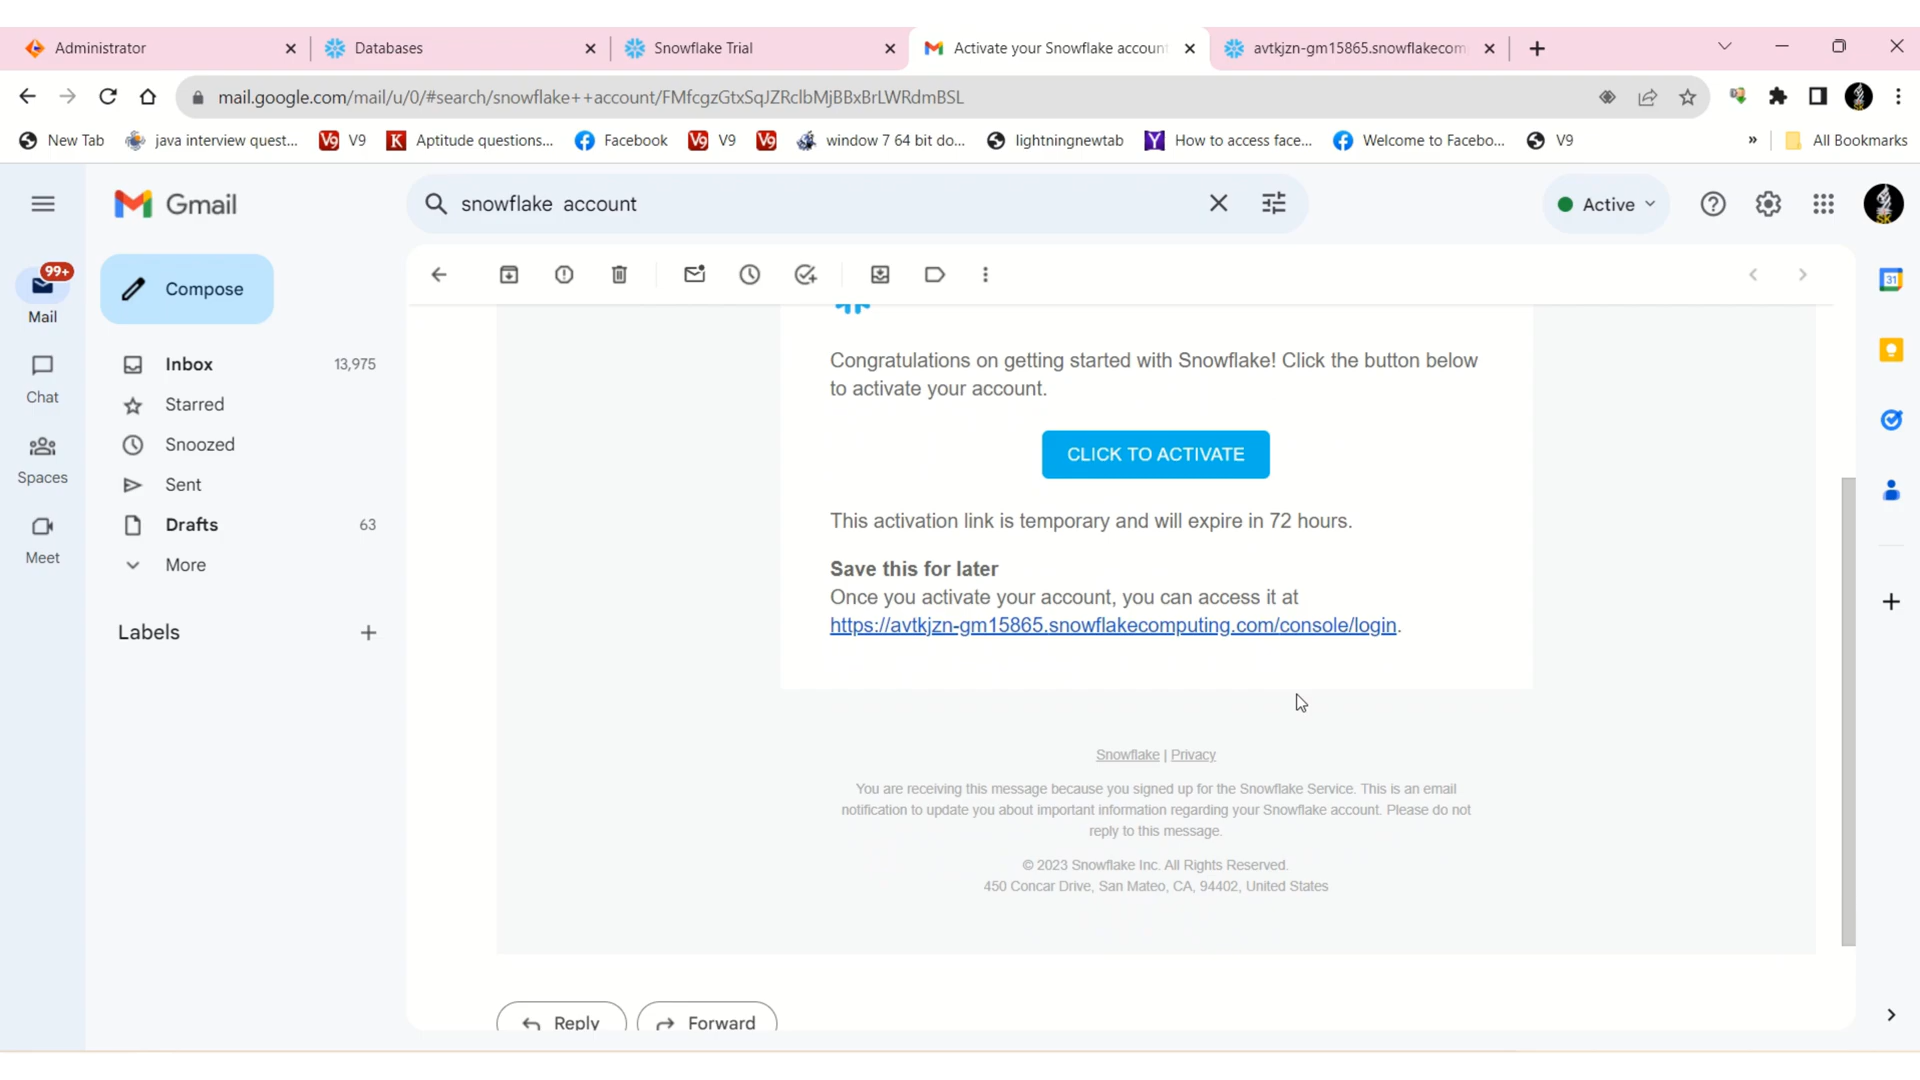 Administrator
Databases
Snowflake Trial
Activate your Snowflake account
avtkjzn-gm15865.snowflakecom
mail.google.com/mail/u/0/#search/snowflake++account/FMfcgzGtxSqJZRclbMjBBxBrLWRdmBSL
New Tab
java interview quest...
V9
Aptitude questions...
Facebook
V9
window 7 64 bit do...
lightningnewtab
How to access face...
Welcome to Facebo...
V9
»
All Bookmarks
Gmail
snowflake account
Active
99+
Mail
Compose
Chat
Spaces
Meet
Inbox 13,975
Starred
Snoozed
Sent
Drafts 63
More
Labels
Congratulations on getting started with Snowflake! Click the button below
to activate your account.
CLICK TO ACTIVATE
This activation link is temporary and will expire in 72 hours.
Save this for later
Once you activate your account, you can access it at
https://avtkjzn-gm15865.snowflakecomputing.com/console/login.
Snowflake | Privacy
You are receiving this message because you signed up for the Snowflake Service. This is an email
notification to update you about important information regarding your Snowflake account. Please do not
reply to this message.
© 2023 Snowflake Inc. All Rights Reserved.
450 Concar Drive, San Mateo, CA, 94402, United States
Reply
Forward
31
SK